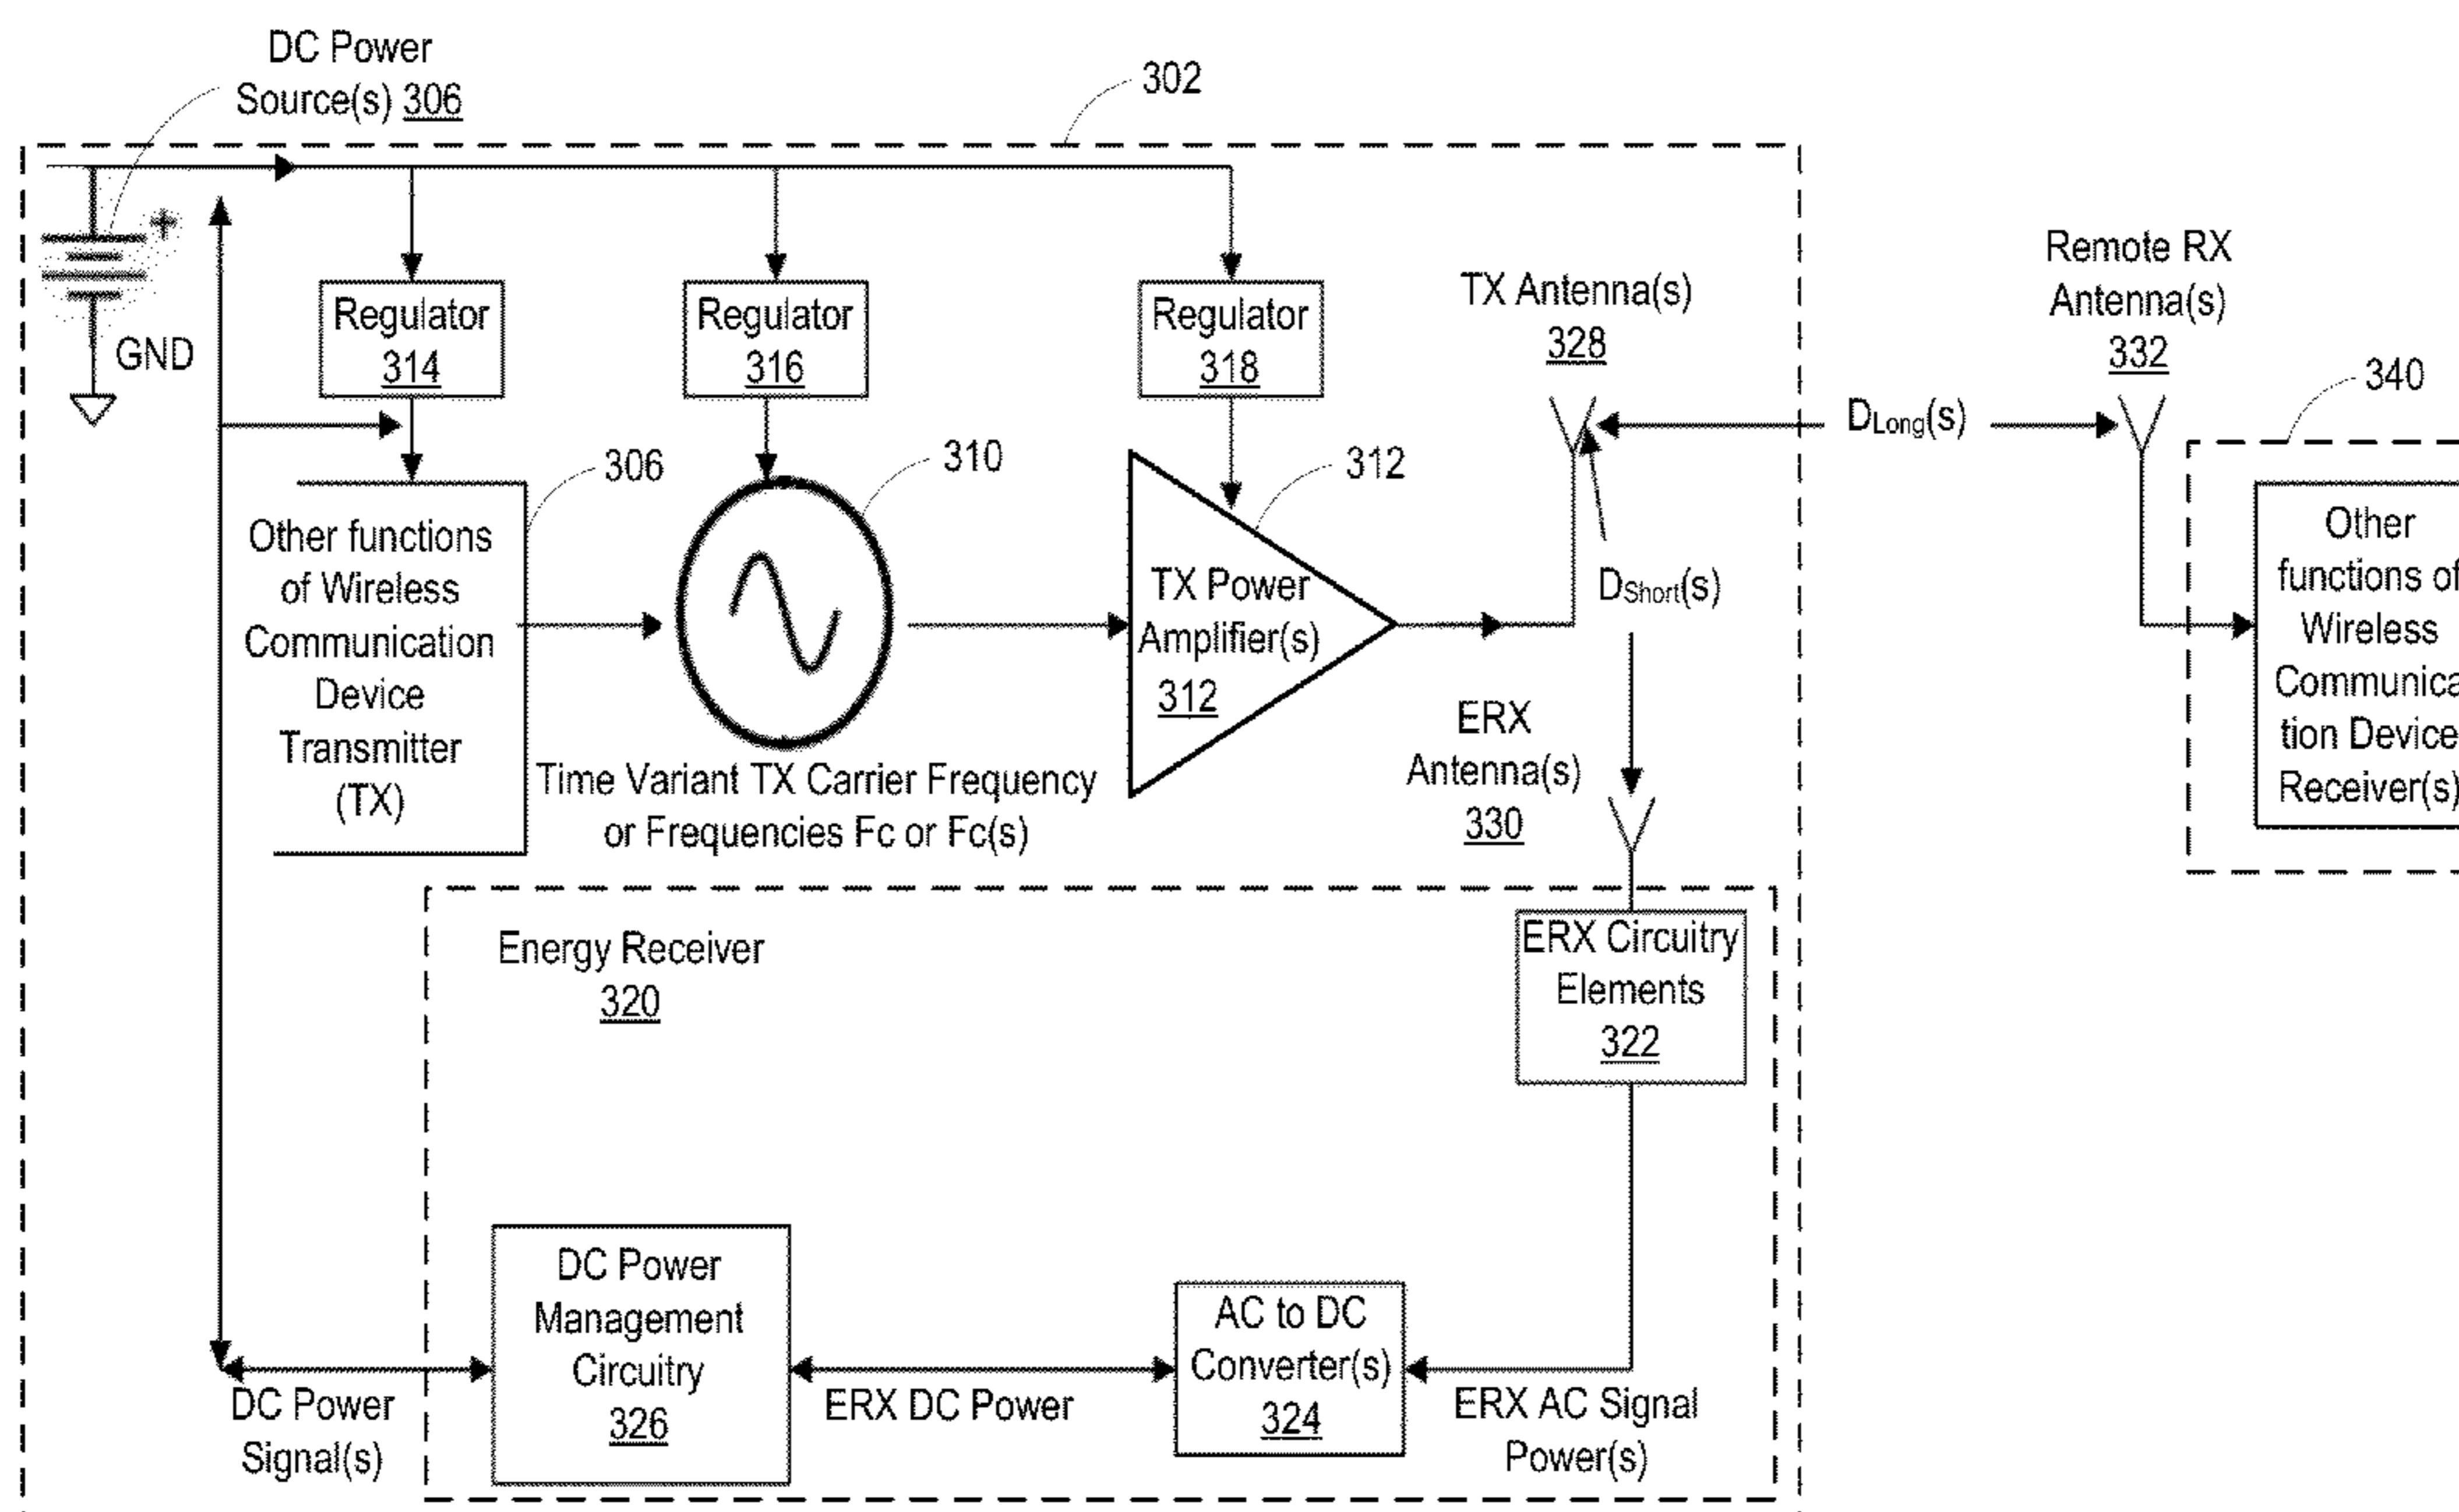 DC Power
Source(s) 306
302
+
GND
Regulator
314
Regulator
316
Regulator
318
TX Antenna(s)
328
Remote RX
Antenna(s)
332
340
DLong(s)
306
310
312
Other functions
of Wireless
Communication
Device
Transmitter
(TX)
Time Variant TX Carrier Frequency
or Frequencies Fc or Fc(s)
TX Power
Amplifier(s)
312
DShort(s)
ERX
Antenna(s)
330
Other
functions of
Wireless
Communica
tion Device
Receiver(s)
Energy Receiver
320
ERX Circuitry
Elements
322
DC Power
Management
Circuitry
326
AC to DC
Converter(s)
324
DC Power
Signal(s)
ERX DC Power
ERX AC Signal
Power(s)